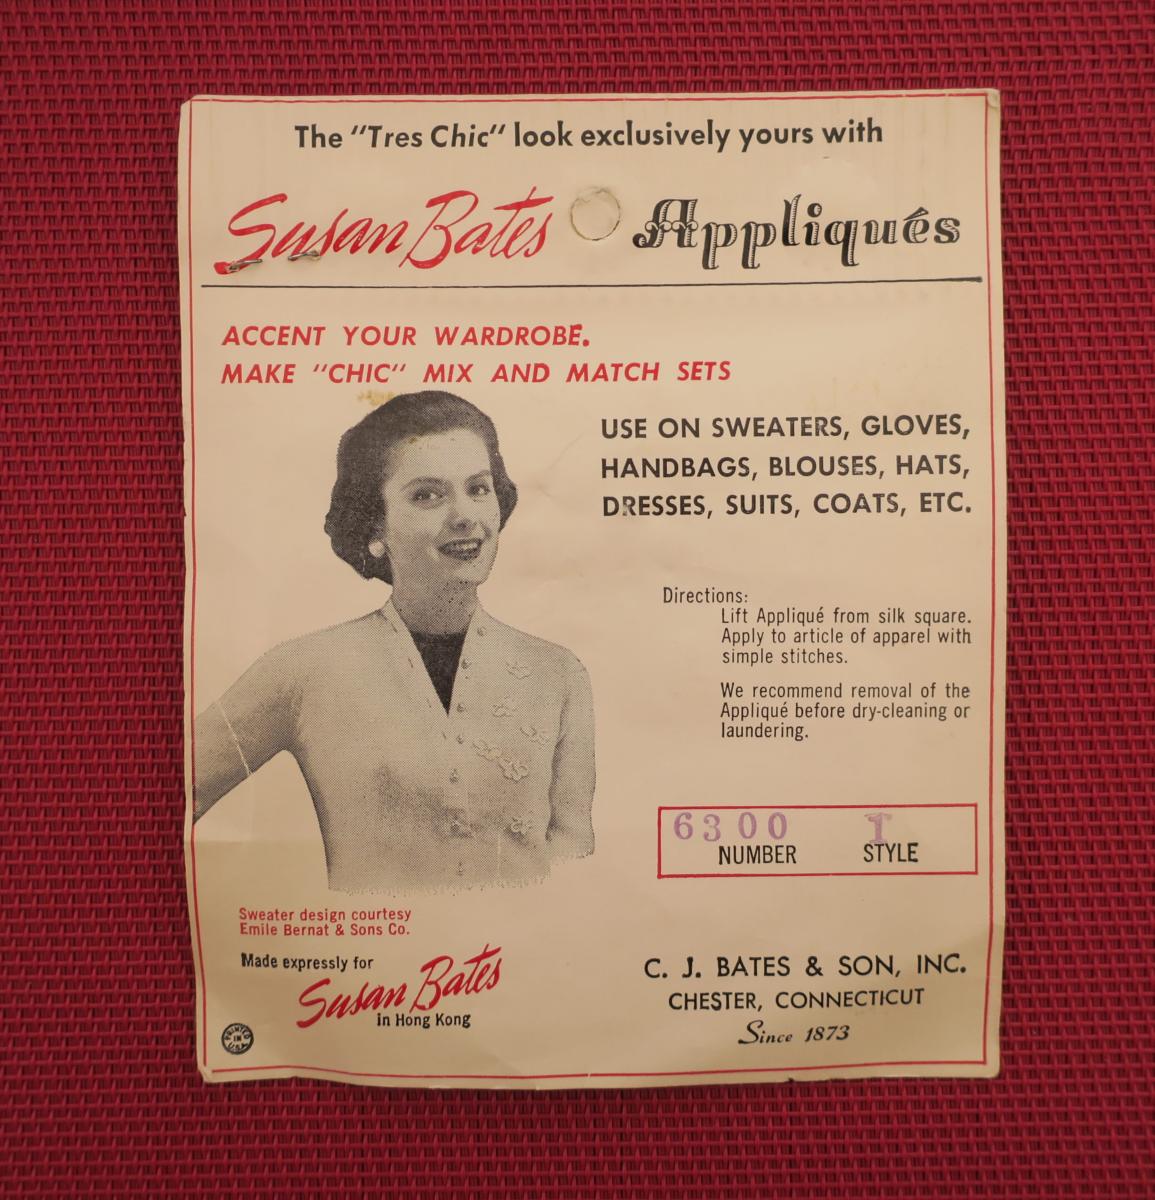 The "Tres Chic" look exclusively yours with
Susan Bates Appliqués
ACCENT YOUR WARDROBE.
MAKE "CHIC" MIX AND MATCH SETS
USE ON SWEATERS, GLOVES,
HANDBAGS, BLOUSES, HATS,
DRESSES, SUITS, COATS, ETC.
Directions:
Lift Appliqué from silk square.
Apply to article of apparel with
simple stitches.
We recommend removal of the
Appliqué before dry-cleaning or
laundering.
6300 1
NUMBER STYLE
Sweater design courtesy
Emile Bernat & Sons Co.
Made expressly for
Susan Bates
in Hong Kong
PRINTED
IN
USA
C. J. BATES & SON, INC.
CHESTER, CONNECTICUT
Since 1873